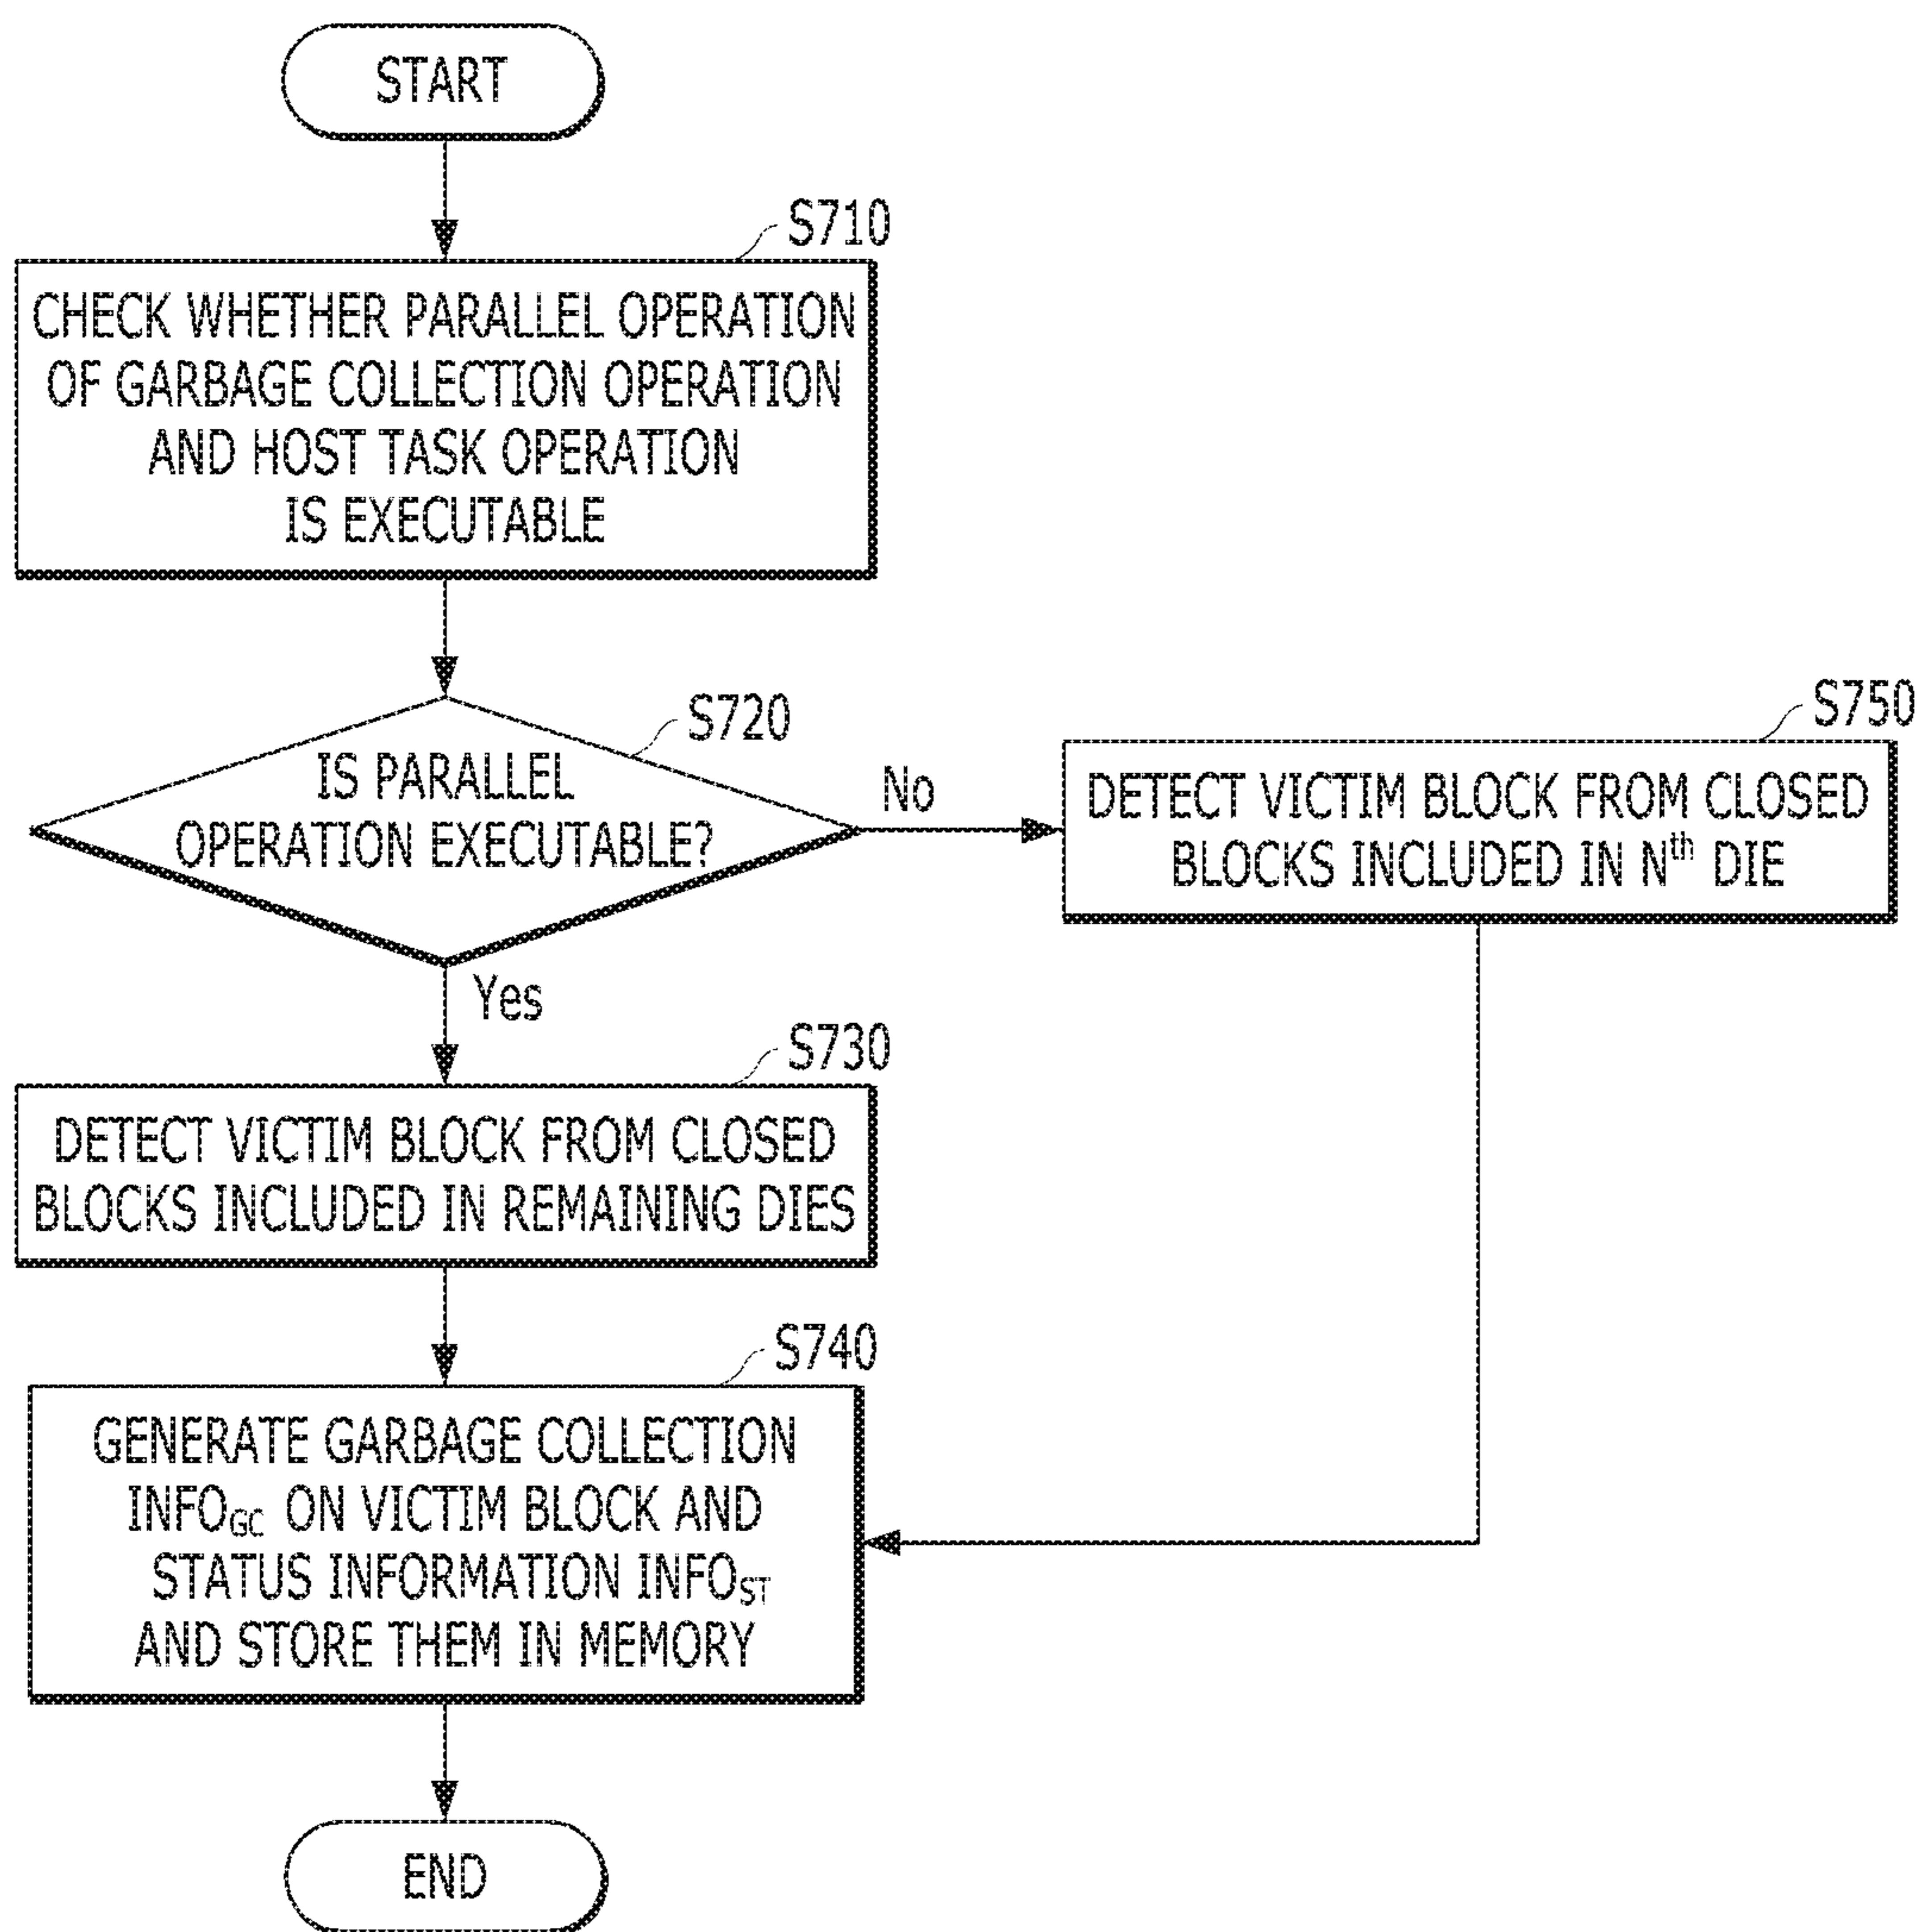 START
S710
CHECK WHETHER PARALLEL OPERATION
OF GARBAGE COLLECTION OPERATION
AND HOST TASK OPERATION
IS EXECUTABLE
S720
IS PARALLEL
OPERATION EXECUTABLE?
No
S750
DETECT VICTIM BLOCK FROM CLOSED
BLOCKS INCLUDED IN Nth DIE
Yes
S730
DETECT VICTIM BLOCK FROM CLOSED
BLOCKS INCLUDED IN REMAINING DIES
S740
GENERATE GARBAGE COLLECTION
INFOGC ON VICTIM BLOCK AND
STATUS INFORMATION INFOST
AND STORE THEM IN MEMORY
END